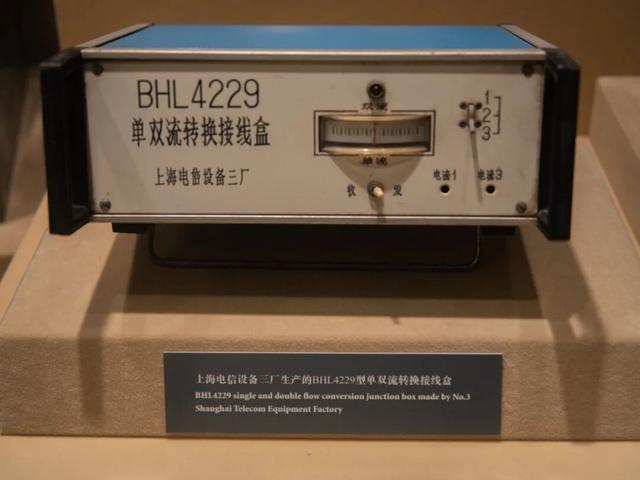 BHL4229
单双流转换接线盒
上海电信设备三厂
双流
单流
收 发
电流1 电流3
1
2
3
上海电信设备三厂生产的BHL4229型单双流转换接线盒
BHL4229 single and double flow conversion junction box made by No.3
Shanghai Telecom Equipment Factory